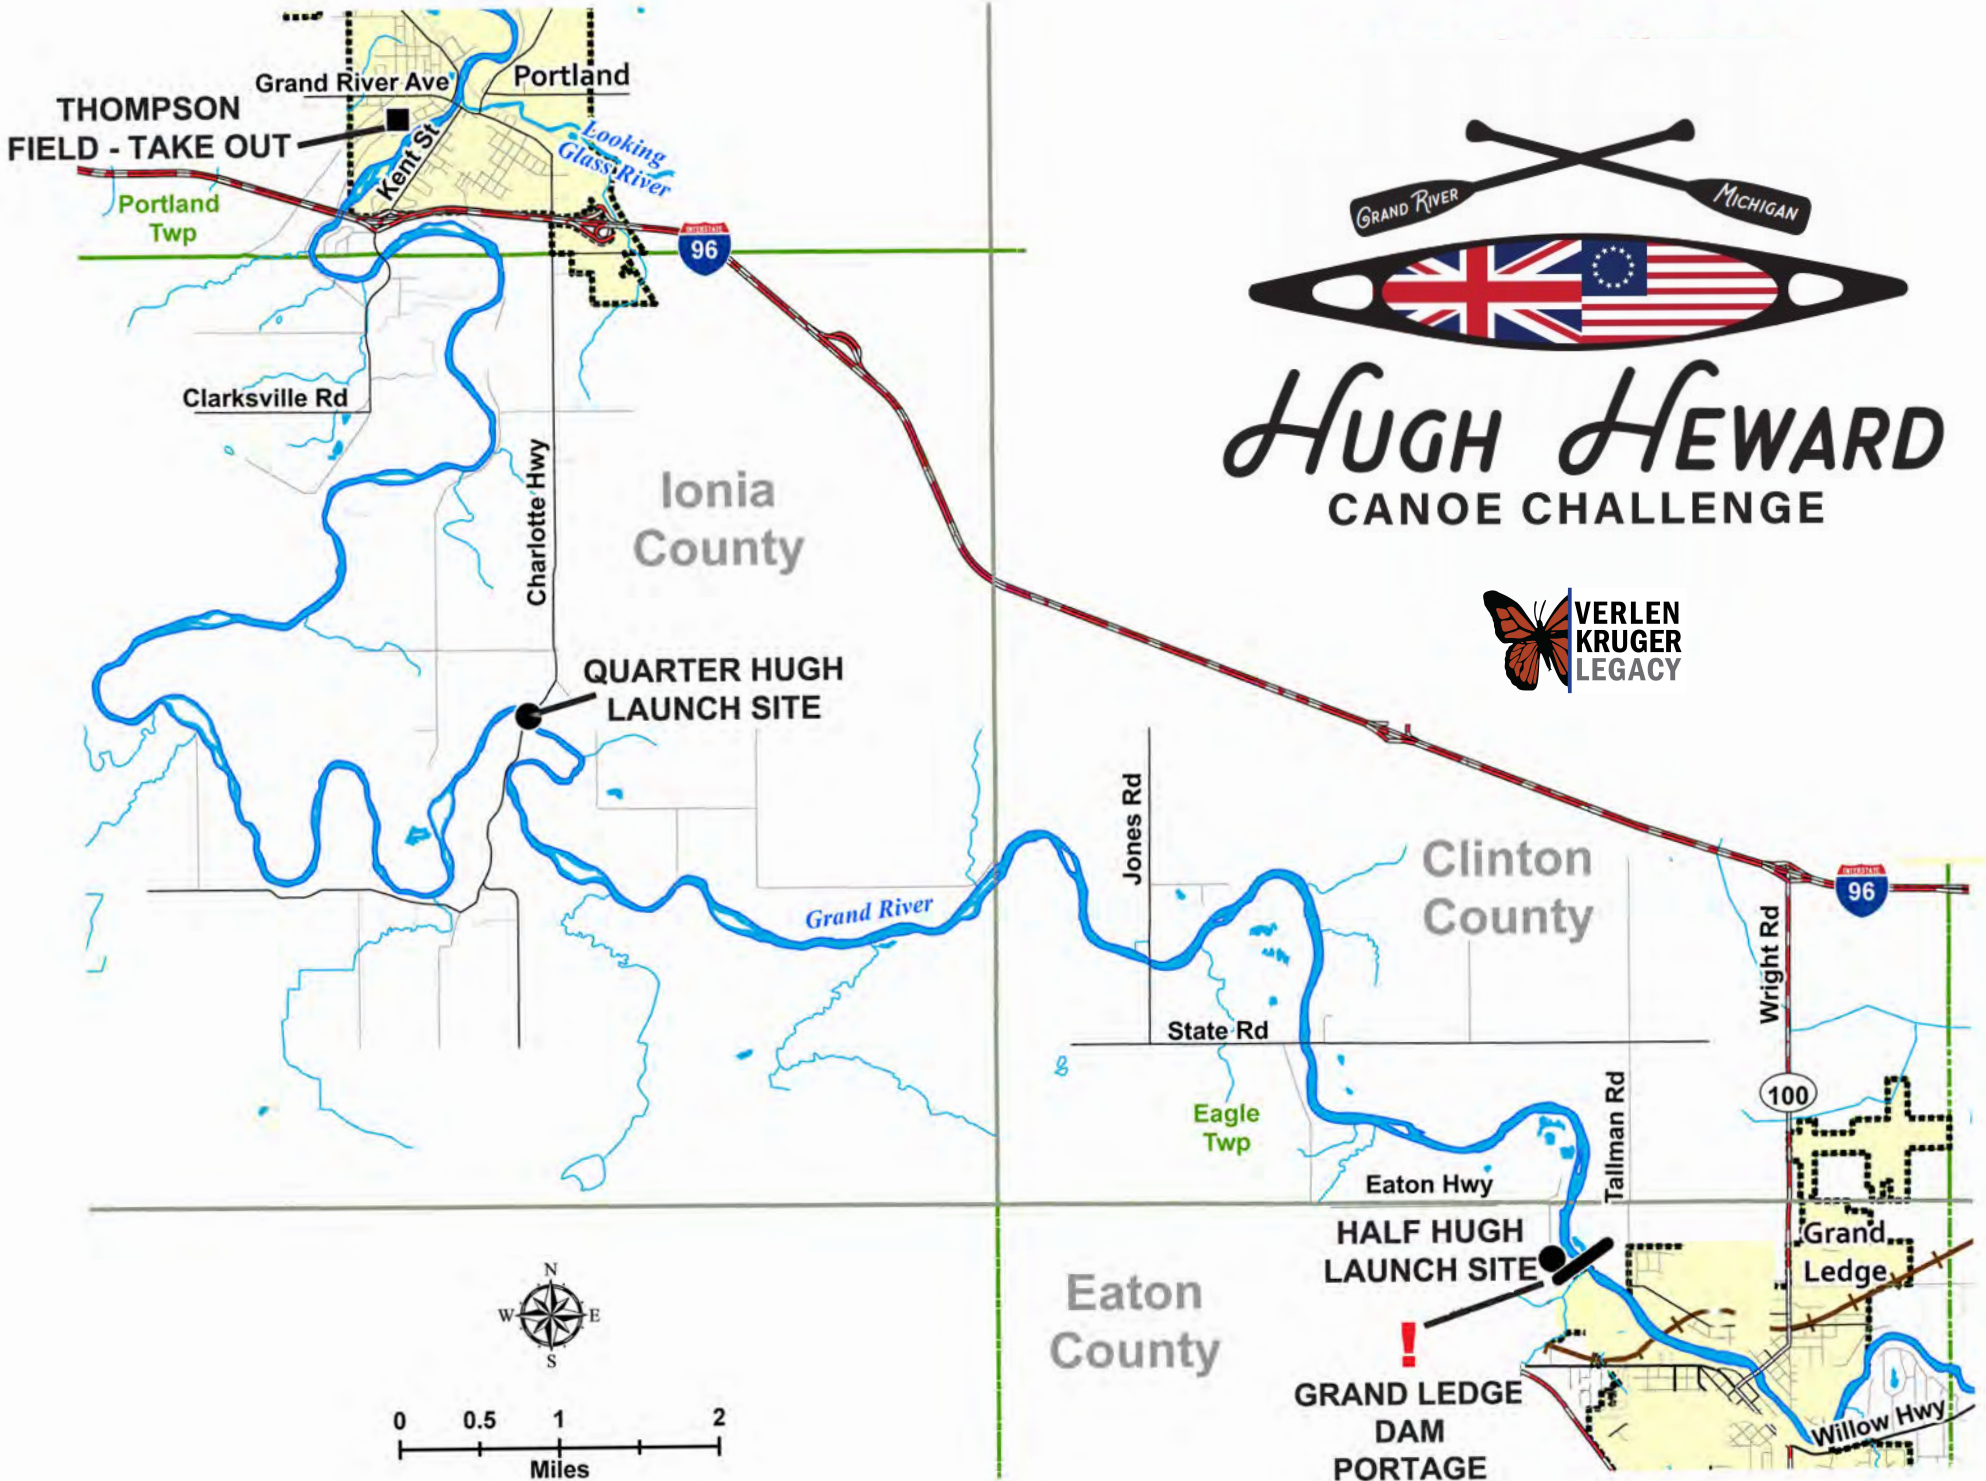 Grand River Ave
Portland
THOMPSON
FIELD - TAKE OUT
Kent St
Looking
Glass River
Portland
Twp
INTERSTATE
96
Clarksville Rd
Charlotte Hwy
Ionia
County
GRAND RIVER
MICHIGAN
HUGH HEWARD
CANOE CHALLENGE
VERLEN
KRUGER
LEGACY
QUARTER HUGH
LAUNCH SITE
Jones Rd
Grand River
Clinton
County
INTERSTATE
96
Wright Rd
State Rd
100
Eagle
Twp
Tallman Rd
Eaton Hwy
HALF HUGH
LAUNCH SITE
Grand
Ledge
Eaton
County
!
GRAND LEDGE
DAM
PORTAGE
Willow Hwy
N
W E
S
0 0.5 1 2
Miles